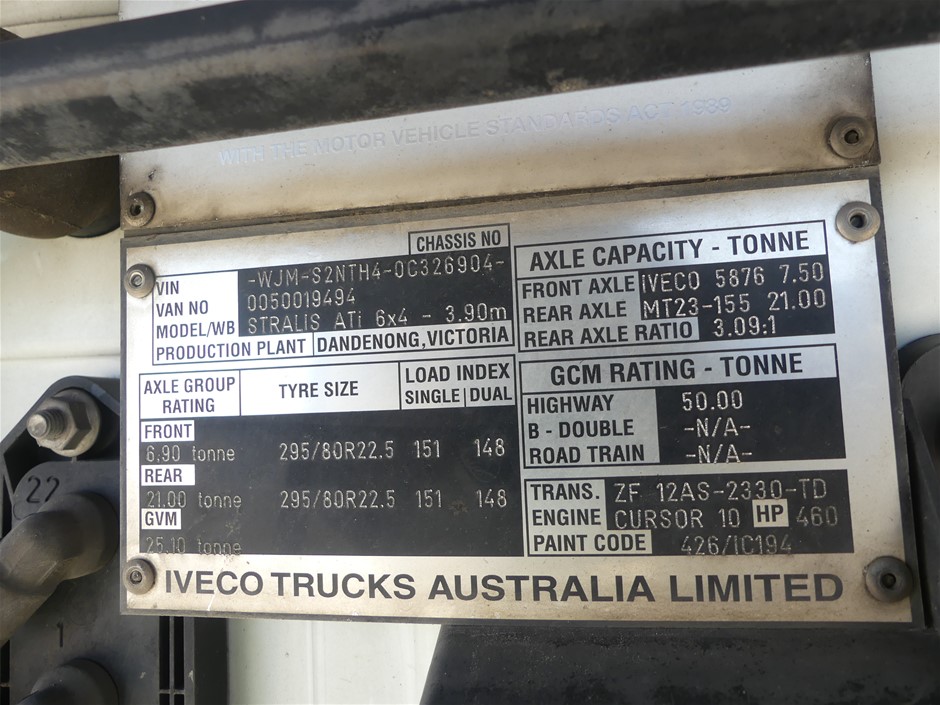 WITH THE MOTOR VEHICLE STANDARDS ACT 1989
CHASSIS NO
VIN -WJM-S2NTH4-0C326904-
VAN NO 0050019494
MODEL/WB STRALIS ATi 6x4 - 3.90m
PRODUCTION PLANT DANDENONG, VICTORIA
AXLE GROUP RATING TYRE SIZE LOAD INDEX SINGLE DUAL
FRONT
6.90 tonne 295/80R22.5 151 148
REAR
21.00 tonne 295/80R22.5 151 148
GVM
25.10 tonne
AXLE CAPACITY - TONNE
FRONT AXLE IVECO 5876 7.50
REAR AXLE MT23-155 21.00
REAR AXLE RATIO 3.09:1
GCM RATING - TONNE
HIGHWAY 50.00
B - DOUBLE -N/A-
ROAD TRAIN -N/A-
TRANS. ZF 12AS-2330-TD
ENGINE CURSOR 10 HP 460
PAINT CODE 426/IC194
IVECO TRUCKS AUSTRALIA LIMITED
22
1